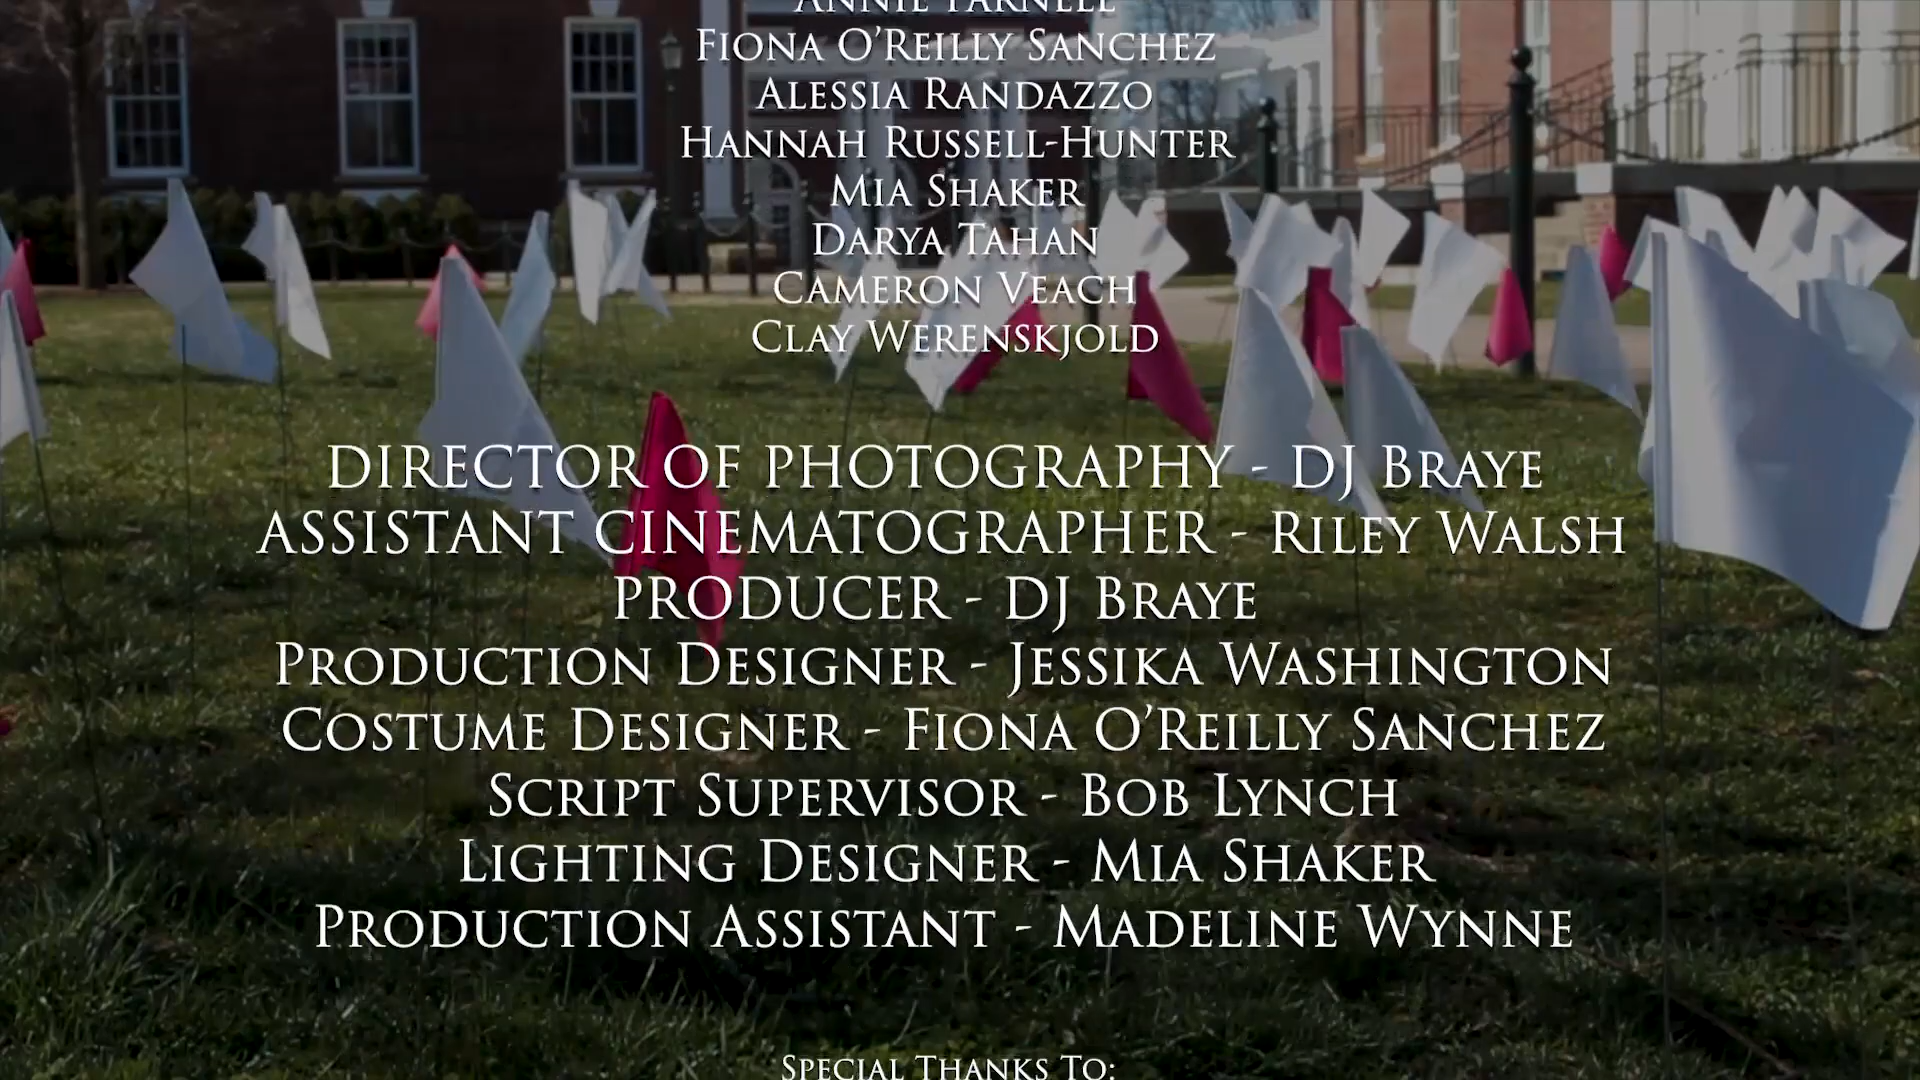 Annie Parnell
Fiona O'Reilly Sanchez
Alessia Randazzo
Hannah Russell-Hunter
Mia Shaker
Darya Tahan
Cameron Veach
Clay Werenskjold
DIRECTOR OF PHOTOGRAPHY - DJ Braye
ASSISTANT CINEMATOGRAPHER - Riley Walsh
PRODUCER - DJ Braye
Production Designer - Jessika Washington
Costume Designer - Fiona O'Reilly Sanchez
Script Supervisor - Bob Lynch
Lighting Designer - Mia Shaker
Production Assistant - Madeline Wynne
Special Thanks To: